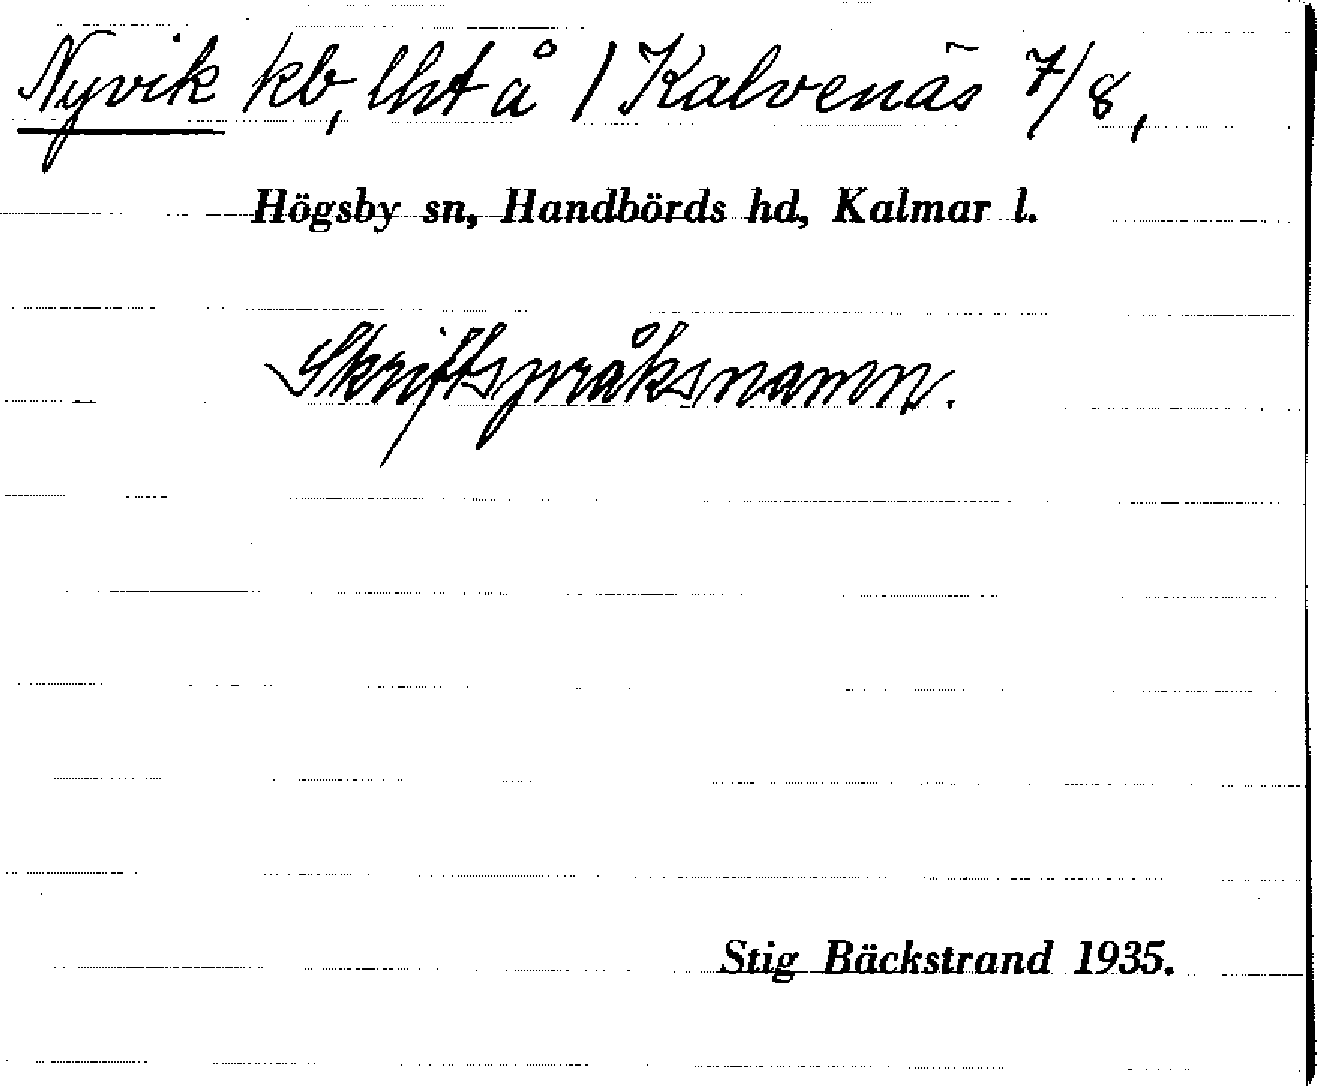 Nyvik kb, lht å 1 Kalvenäs 7/8,
Högsby sn, Handbörds hd, Kalmar l.
Skriftspråksnamn.
Stig Bäckstrand 1935.